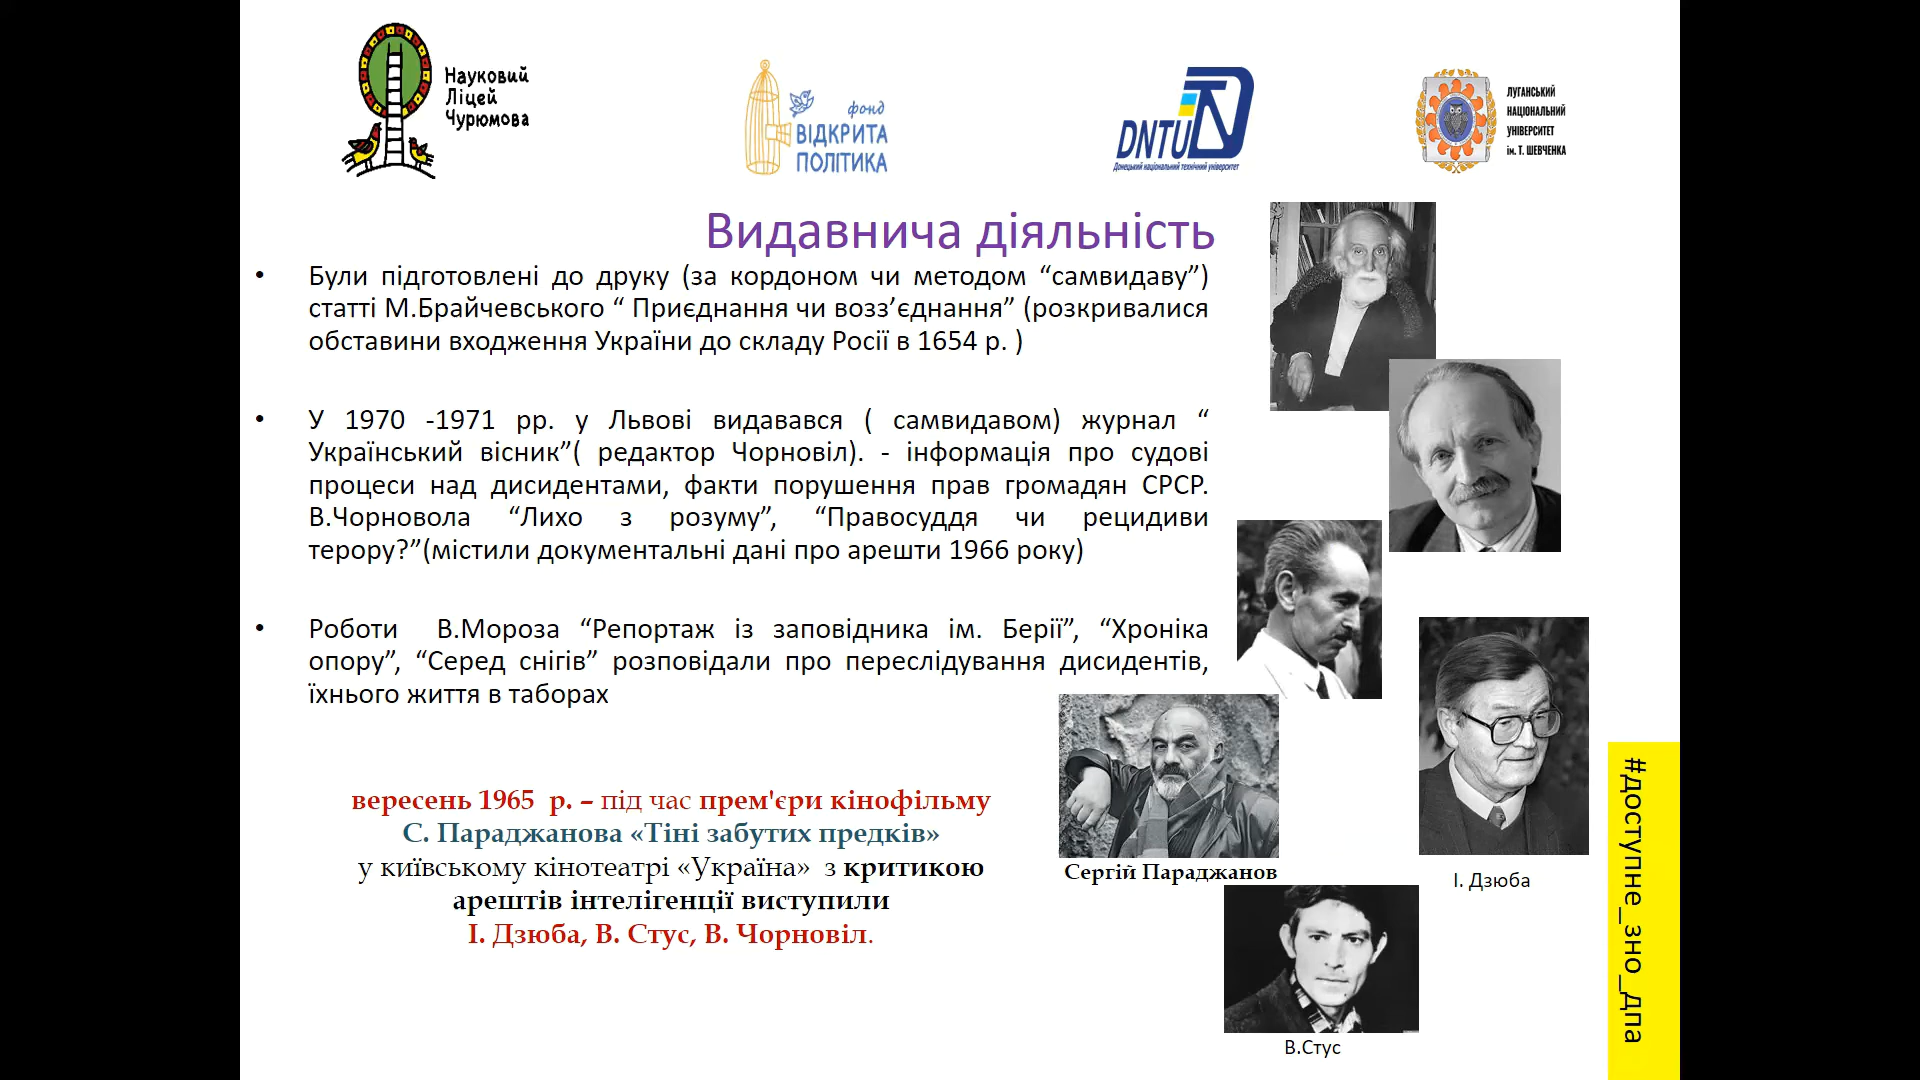 Науковий
Ліцей
Чурюмова
фонд
ВІДКРИТА
ПОЛІТИКА
DNTU
Донецький національний технічний університет
ЛУГАНСЬКИЙ
НАЦІОНАЛЬНИЙ
УНІВЕРСИТЕТ
ім. Т. ШЕВЧЕНКА
Видавнича діяльність
• Були підготовлені до друку (за кордоном чи методом “самвидаву”)
статті М.Брайчевського “ Приєднання чи возз’єднання” (розкривалися
обставини входження України до складу Росії в 1654 р. )
• У 1970 -1971 рр. у Львові видавався ( самвидавом) журнал “
Український вісник”( редактор Чорновіл). - інформація про судові
процеси над дисидентами, факти порушення прав громадян СРСР.
В.Чорновола “Лихо з розуму”, “Правосуддя чи рецидиви
терору?”(містили документальні дані про арешти 1966 року)
• Роботи В.Мороза “Репортаж із заповідника ім. Берії”, “Хроніка
опору”, “Серед снігів” розповідали про переслідування дисидентів,
їхнього життя в таборах
вересень 1965 р. – під час прем'єри кінофільму
С. Параджанова «Тіні забутих предків»
у київському кінотеатрі «Україна» з критикою
арештів інтелігенції виступили
І. Дзюба, В. Стус, В. Чорновіл.
Сергій Параджанов
І. Дзюба
В.Стус
#доступне_зно_дпа